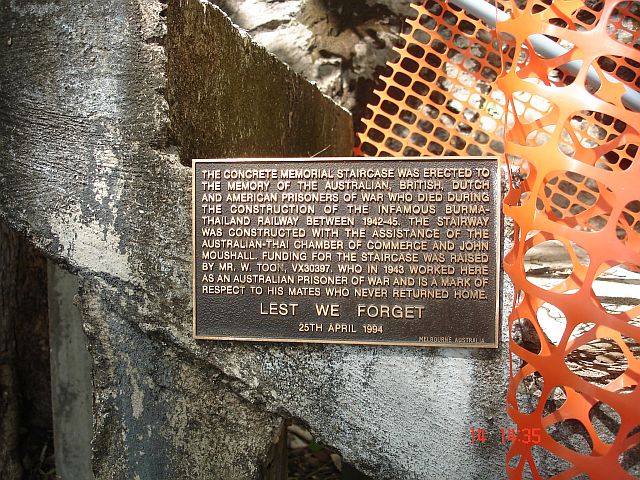 THE CONCRETE MEMORIAL STAIRCASE WAS ERECTED TO
THE MEMORY OF THE AUSTRALIAN, BRITISH, DUTCH
AND AMERICAN PRISONERS OF WAR WHO DIED DURING
THE CONSTRUCTION OF THE INFAMOUS BURMA-
THAILAND RAILWAY BETWEEN 1942-45. THE STAIRWAY
WAS CONSTRUCTED WITH THE ASSISTANCE OF THE
AUSTRALIAN-THAI CHAMBER OF COMMERCE AND JOHN
MOUSHALL. FUNDING FOR THE STAIRCASE WAS RAISED
BY MR. W. TOON, VX30397. WHO IN 1943 WORKED HERE
AS AN AUSTRALIAN PRISONER OF WAR AND IS A MARK OF
RESPECT TO HIS MATES WHO NEVER RETURNED HOME.
LEST WE FORGET
25TH APRIL 1994
MELBOURNE AUSTRALIA
14 14:35